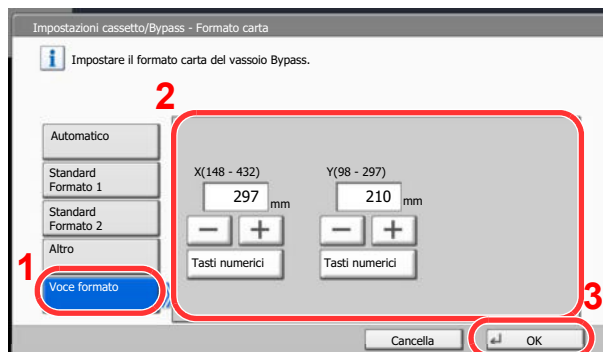 Impostazioni cassetto/Bypass - Formato carta
Impostare il formato carta del vassoio Bypass.
2
Automatico
Standard
Formato 1
Standard
Formato 2
Altro
1
Voce formato
X(148 - 432)
297 mm
Tasti numerici
Y(98 - 297)
210 mm
Tasti numerici
3
Cancella
OK